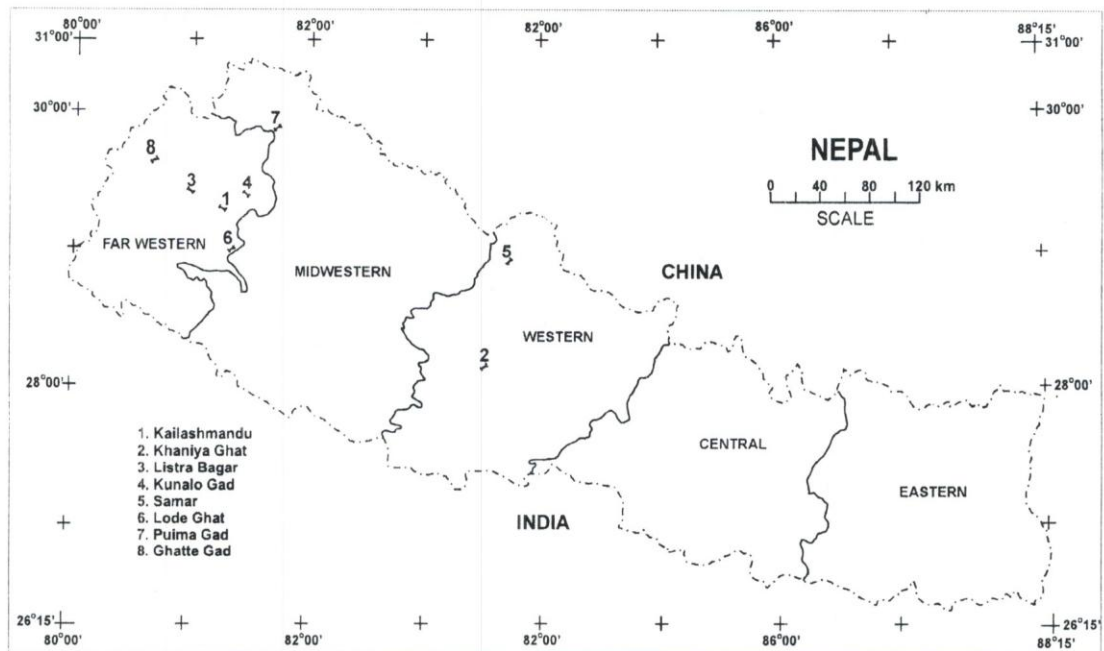 80°00' 82°00' 82°00' 86°00' 88°15'
31°00' 31°00'
30°00' 30°00'
NEPAL
0 40 80 120 km
SCALE
7
8
3 4
1
6
FAR WESTERN
5
MIDWESTERN
CHINA
WESTERN
2
28°00' 28°00'
1. Kailashmandu
2. Khaniya Ghat
3. Listra Bagar
4. Kunalo Gad
5. Samar
6. Lode Ghat
7. Puima Gad
8. Ghatte Gad
CENTRAL
EASTERN
INDIA
26°15' 26°15'
80°00' 82°00' 86°00' 88°15'